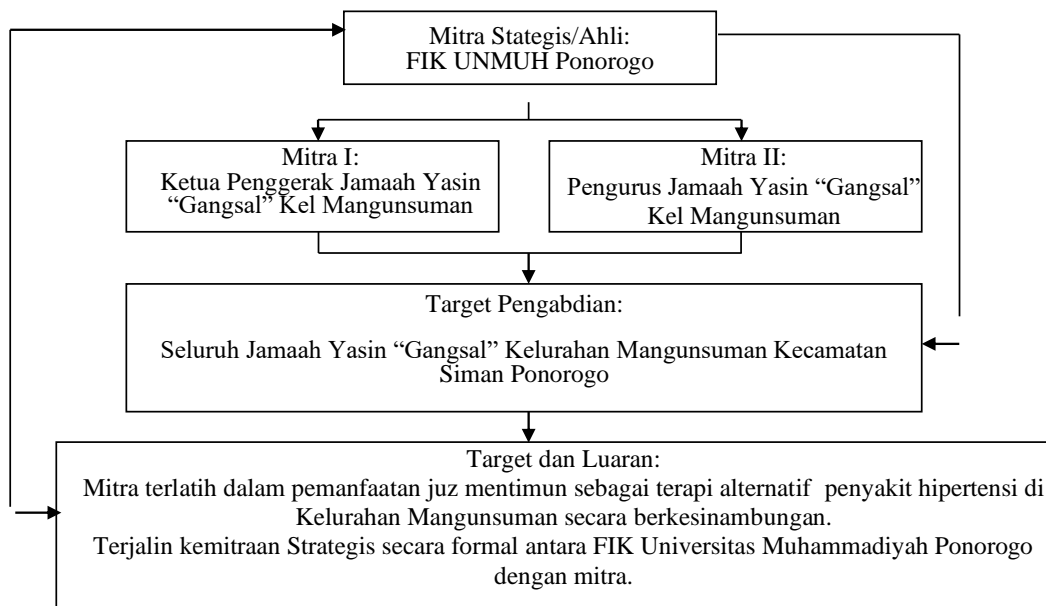 Mitra Stategis/Ahli:
FIK UNMUH Ponorogo
Mitra I:
Ketua Penggerak Jamaah Yasin
“Gangsal” Kel Mangunsuman
Mitra II:
Pengurus Jamaah Yasin “Gangsal”
Kel Mangunsuman
Target Pengabdian:
Seluruh Jamaah Yasin “Gangsal” Kelurahan Mangunsuman Kecamatan
Siman Ponorogo
Target dan Luaran:
Mitra terlatih dalam pemanfaatan juz mentimun sebagai terapi alternatif penyakit hipertensi di
Kelurahan Mangunsuman secara berkesinambungan.
Terjalin kemitraan Strategis secara formal antara FIK Universitas Muhammadiyah Ponorogo
dengan mitra.